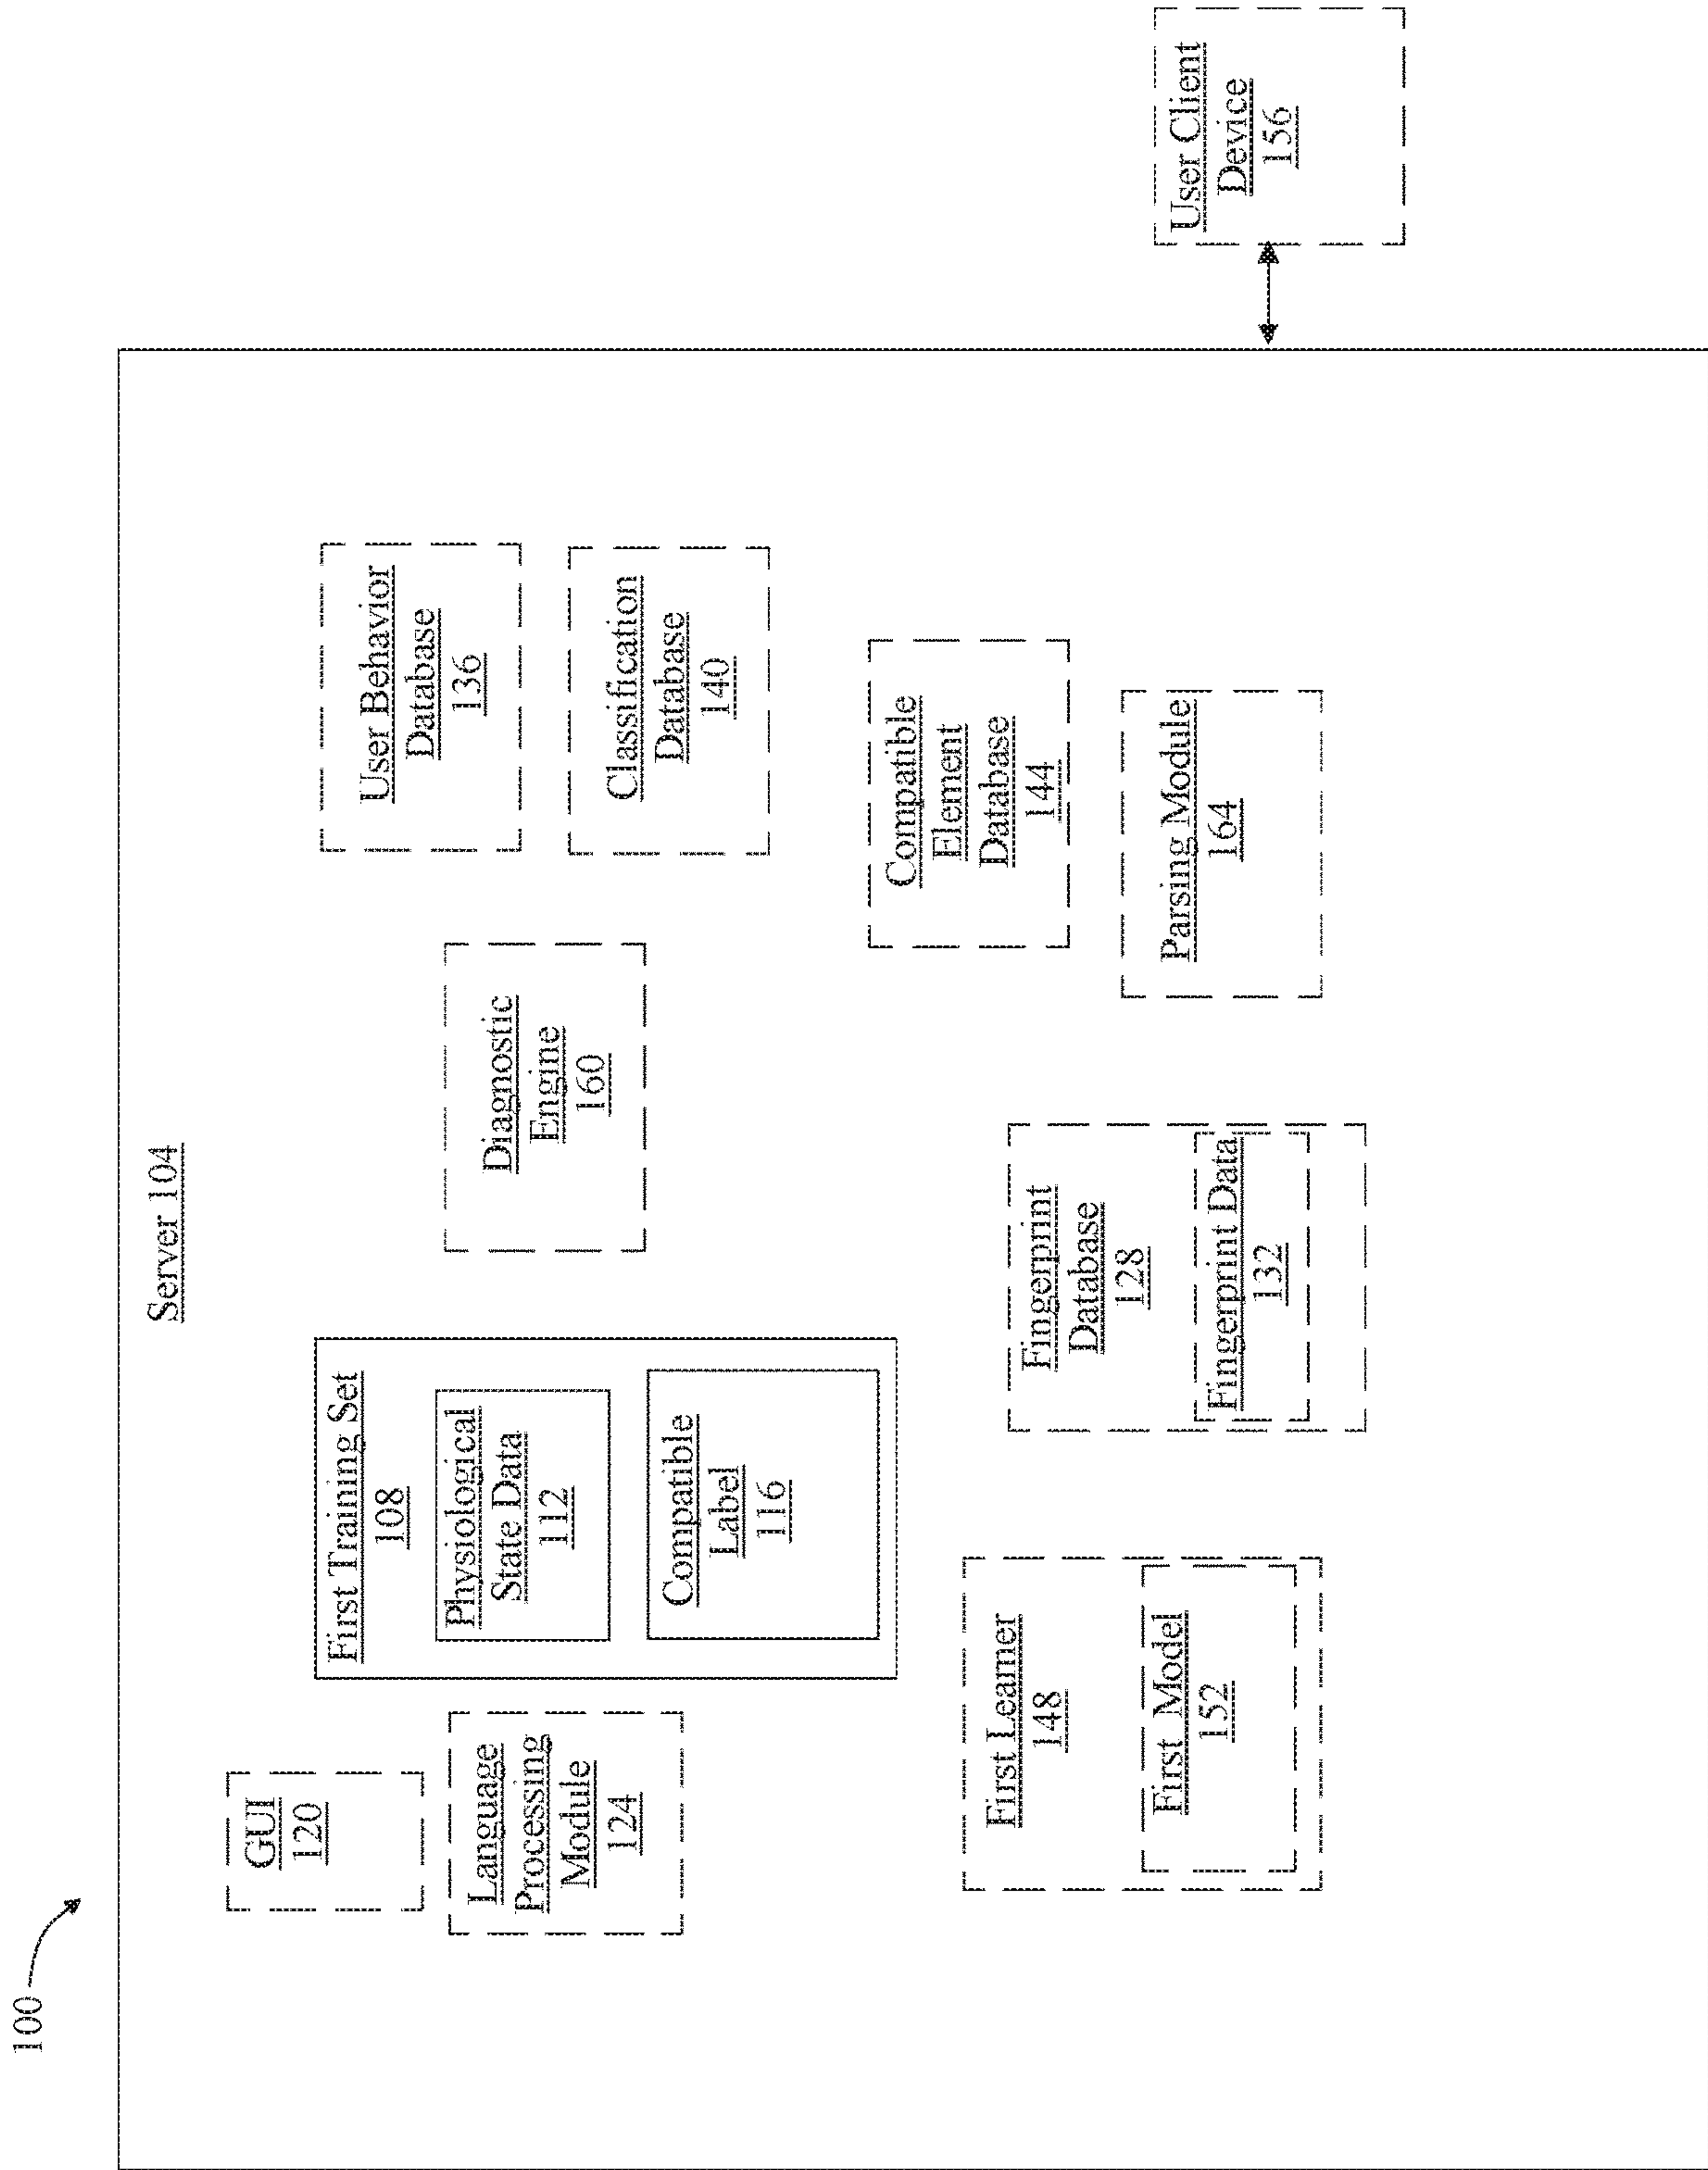 100
Server 104
GUI
120
Language
Processing
Module
124
First Training Set
108
Physiological
State Data
112
Compatible
Label
116
Diagnostic
Engine
160
User Behavior
Database
136
Classification
Database
140
First Learner
148
First Model
152
Fingerprint
Database
128
Fingerprint Data
132
Compatible
Element
Database
144
Parsing Module
164
User Client
Device
156